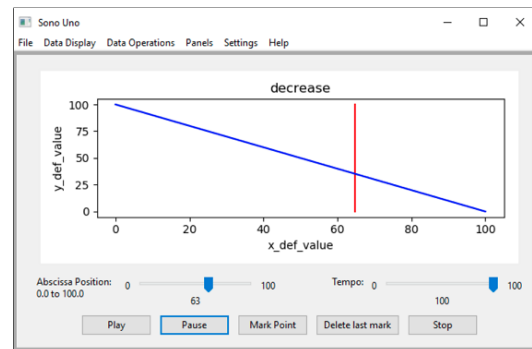 Sono Uno
File Data Display Data Operations Panels Settings Help
decrease
100
75
50
25
0
y_def_value
0 20 40 60 80 100
x_def_value
Abscissa Position: 0 100 Tempo: 0 100
0.0 to 100.0
63 100
Play Pause Mark Point Delete last mark Stop